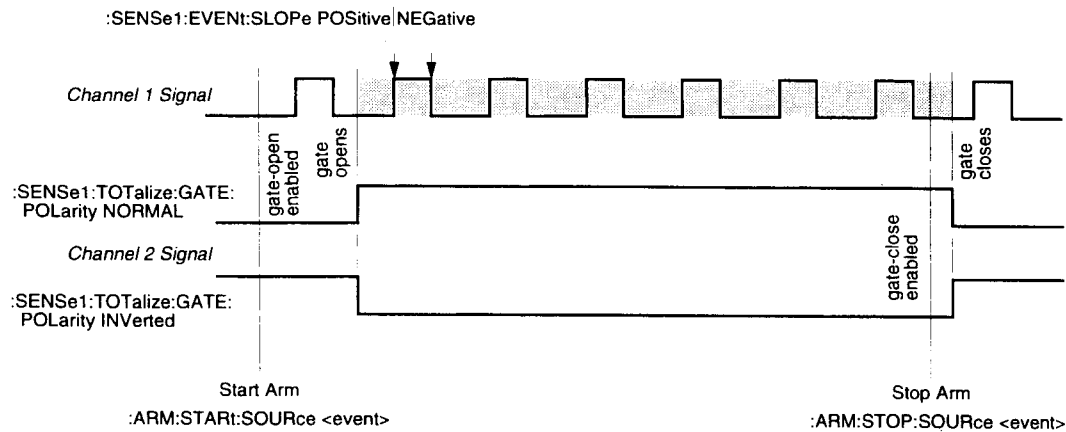 :SENSe1:EVENt:SLOPe POSitive|NEGative
Channel 1 Signal
gate-open
enabled
gate
opens
gate
closes
:SENSe1:TOTalize:GATE:
POLarity NORMAL
Channel 2 Signal
gate-close
enabled
:SENSe1:TOTalize:GATE:
POLarity INVerted
Start Arm
:ARM:STARt:SOURce <event>
Stop Arm
:ARM:STOP:SOURce <event>